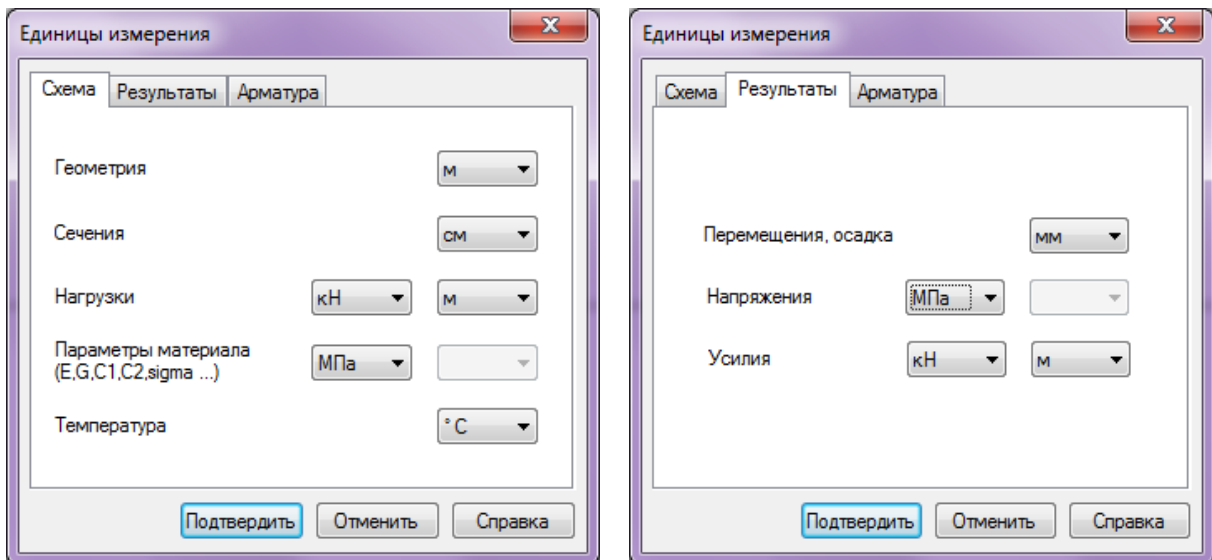 Единицы измерения
Схема Результаты Арматура
Геометрия м
Сечения см
Нагрузки кН м
Параметры материала
(E,G,C1,C2,sigma ...) МПа
Температура ° C
Подтвердить Отменить Справка
Единицы измерения
Схема Результаты Арматура
Перемещения, осадка мм
Напряжения МПа
Усилия кН м
Подтвердить Отменить Справка